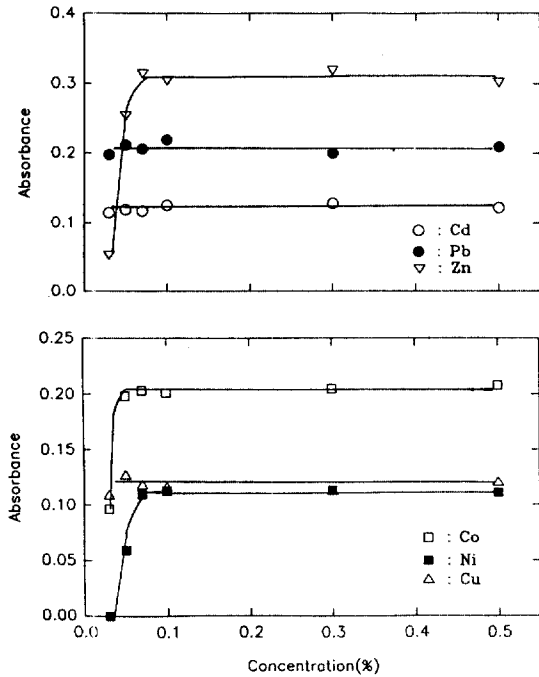 0.4
0.3
0.2
0.1
0.0
Absorbance
○ : Cd
● : Pb
▽ : Zn
0.25
0.20
0.15
0.10
0.05
0.00
Absorbance
□ : Co
■ : Ni
△ : Cu
0.0 0.1 0.2 0.3 0.4 0.5
Concentration(%)